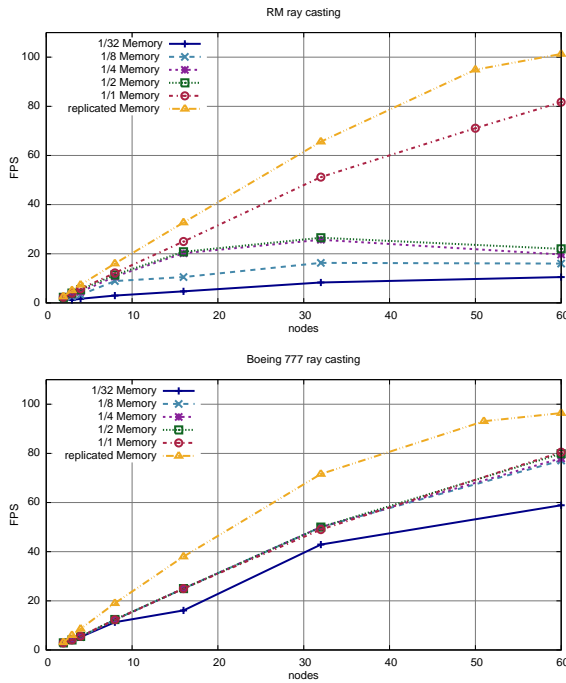 RM ray casting
100
80
60
40
20
0
FPS
1/32 Memory
1/8 Memory
1/4 Memory
1/2 Memory
1/1 Memory
replicated Memory
0 10 20 30 40 50 60
nodes
Boeing 777 ray casting
100
80
60
40
20
0
FPS
1/32 Memory
1/8 Memory
1/4 Memory
1/2 Memory
1/1 Memory
replicated Memory
0 10 20 30 40 50 60
nodes